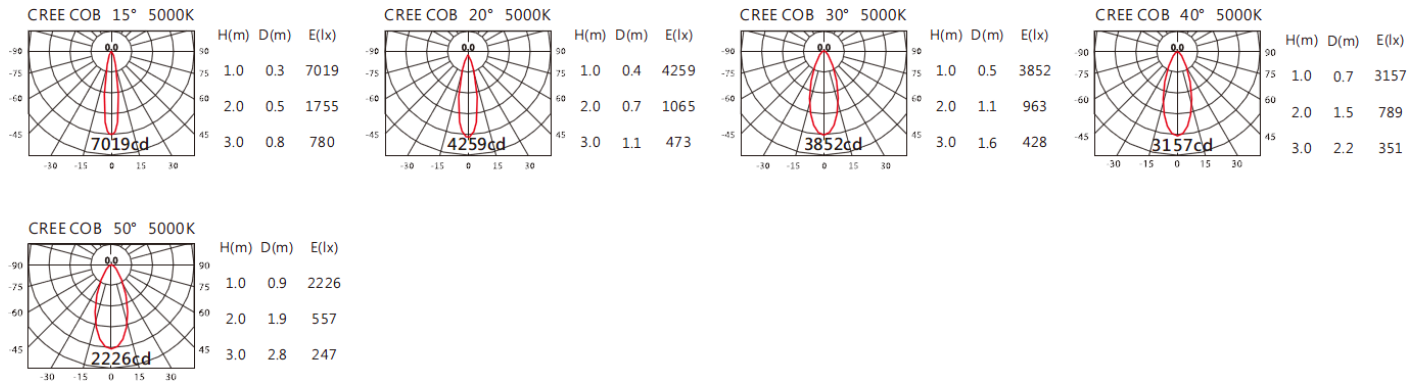 CREE COB 15° 5000K
H(m) D(m) E(lx)
0.0
-90 90
-75 75
-60 60
-45 45
7019cd
-30 -15 0 15 30
1.0 0.3 7019
2.0 0.5 1755
3.0 0.8 780
CREE COB 20° 5000K
H(m) D(m) E(lx)
0.0
-90 90
-75 75
-60 60
-45 45
4259cd
-30 -15 0 15 30
1.0 0.4 4259
2.0 0.7 1065
3.0 1.1 473
CREE COB 30° 5000K
H(m) D(m) E(lx)
0.0
-90 90
-75 75
-60 60
-45 45
3852cd
-30 -15 0 15 30
1.0 0.5 3852
2.0 1.1 963
3.0 1.6 428
CREE COB 40° 5000K
H(m) D(m) E(lx)
0.0
-90 90
-75 75
-60 60
-45 45
3157cd
-30 -15 0 15 30
1.0 0.7 3157
2.0 1.5 789
3.0 2.2 351
CREE COB 50° 5000K
H(m) D(m) E(lx)
0.0
-90 90
-75 75
-60 60
-45 45
2226cd
-30 -15 0 15 30
1.0 0.9 2226
2.0 1.9 557
3.0 2.8 247